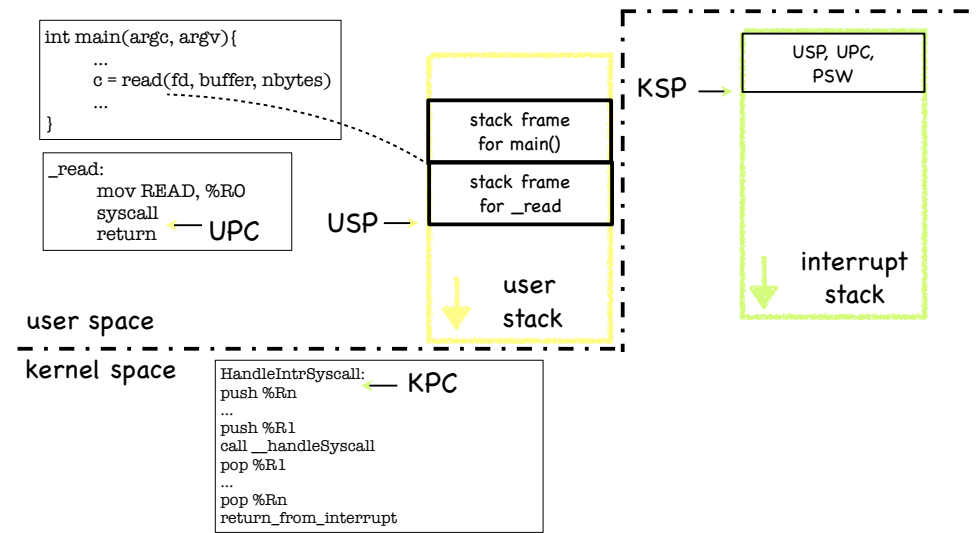 int main(argc, argv){
...
c = read(fd, buffer, nbytes)
...
}
_read:
mov READ, %R0
syscall
return
UPC
stack frame
for main()
stack frame
for _read
USP
user
stack
KSP
USP, UPC,
PSW
interrupt
stack
user space
kernel space
HandleIntrSyscall:
push %Rn
...
push %R1
call __handleSyscall
pop %R1
...
pop %Rn
return_from_interrupt
KPC